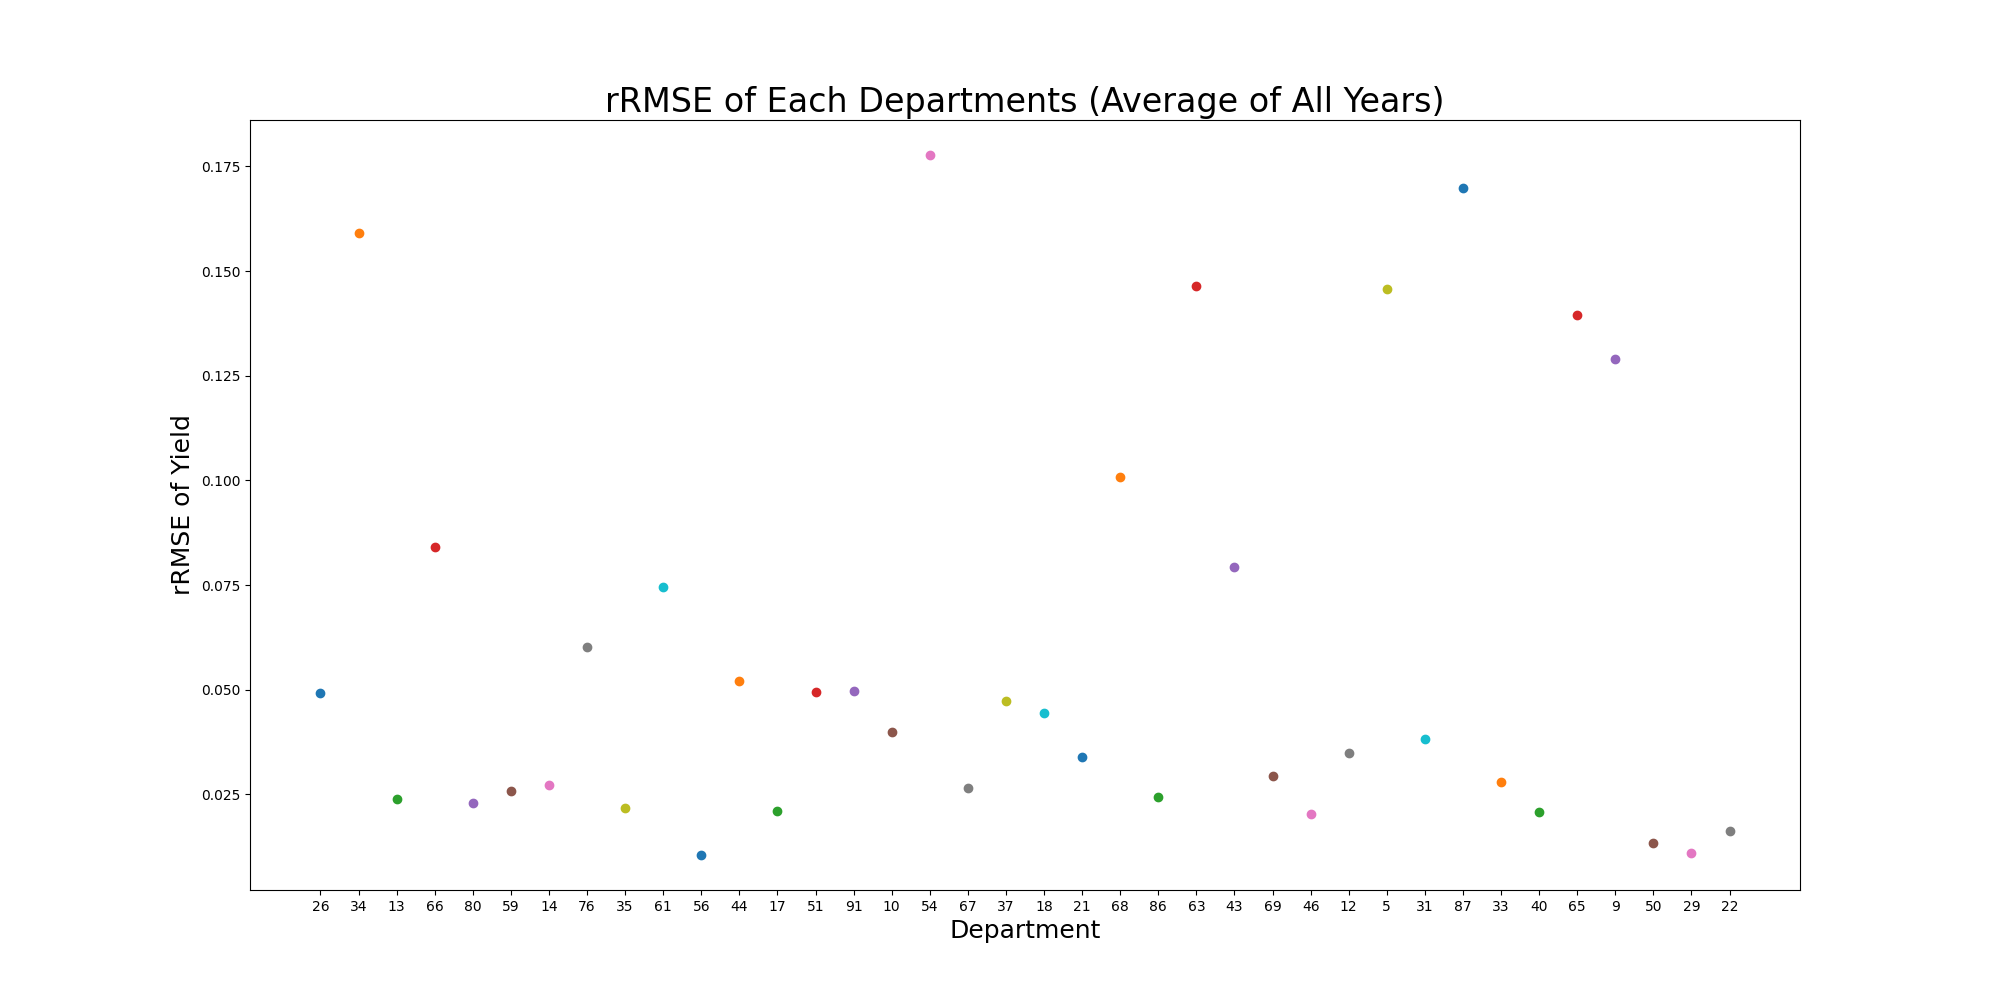 rRMSE of Each Departments (Average of All Years)
0.175
0.150
0.125
0.100
0.075
0.050
0.025
rRMSE of Yield
26 34 13 66 80 59 14 76 35 61 56 44 17 51 91 10 54 67 37 18 21 68 86 63 43 69 46 12 5 31 87 33 40 65 9 50 29 22
Department